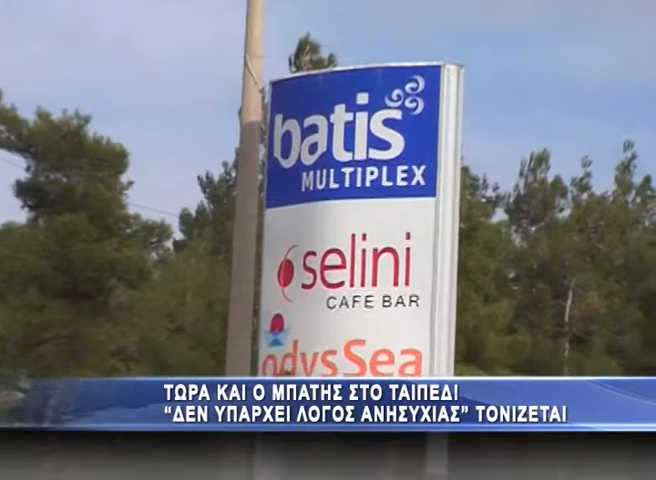 batis
MULTIPLEX
selini
CAFE BAR
odysSea
ΤΩΡΑ ΚΑΙ Ο ΜΠΑΤΗΣ ΣΤΟ ΤΑΙΠΕΔΙ
“ΔΕΝ ΥΠΑΡΧΕΙ ΛΟΓΟΣ ΑΝΗΣΥΧΙΑΣ” ΤΟΝΙΖΕΤΑΙ